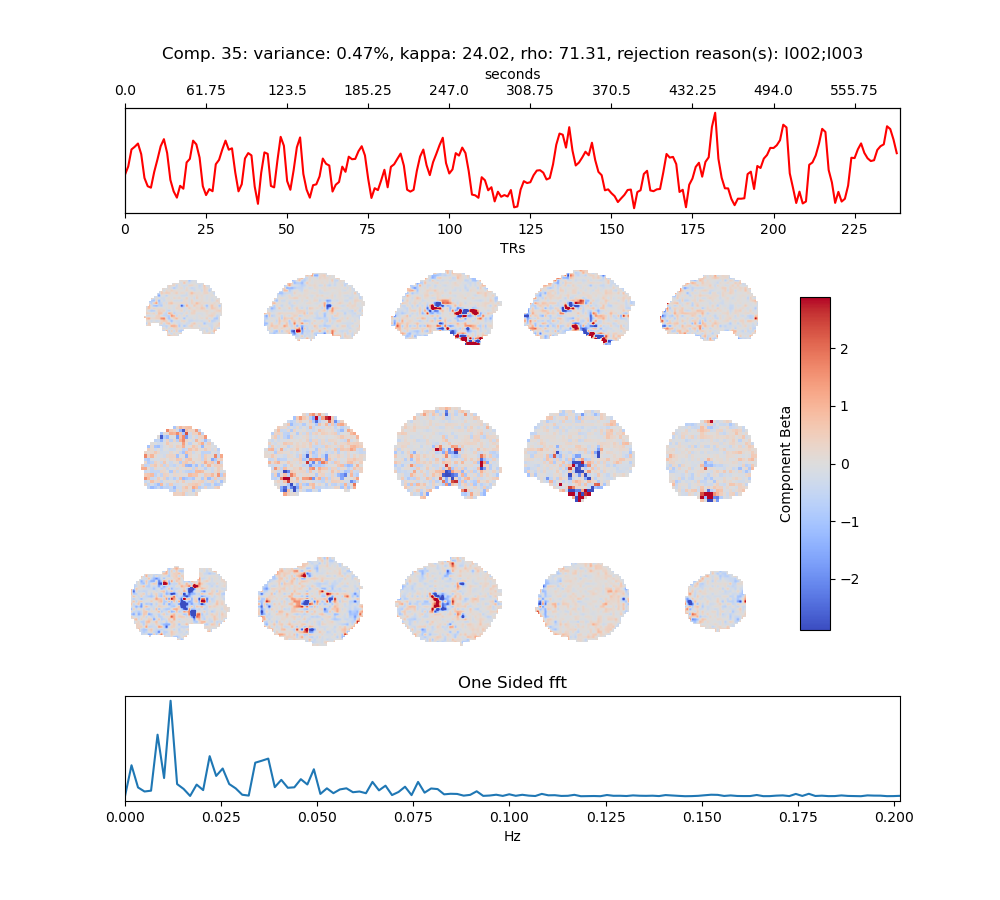 Comp. 35: variance: 0.47%, kappa: 24.02, rho: 71.31, rejection reason(s): I002;I003
seconds
0.0 61.75 123.5 185.25 247.0 308.75 370.5 432.25 494.0 555.75
0 25 50 75 100 125 150 175 200 225
TRs
2
1
0
−1
−2
Component Beta
One Sided fft
0.000 0.025 0.050 0.075 0.100 0.125 0.150 0.175 0.200
Hz